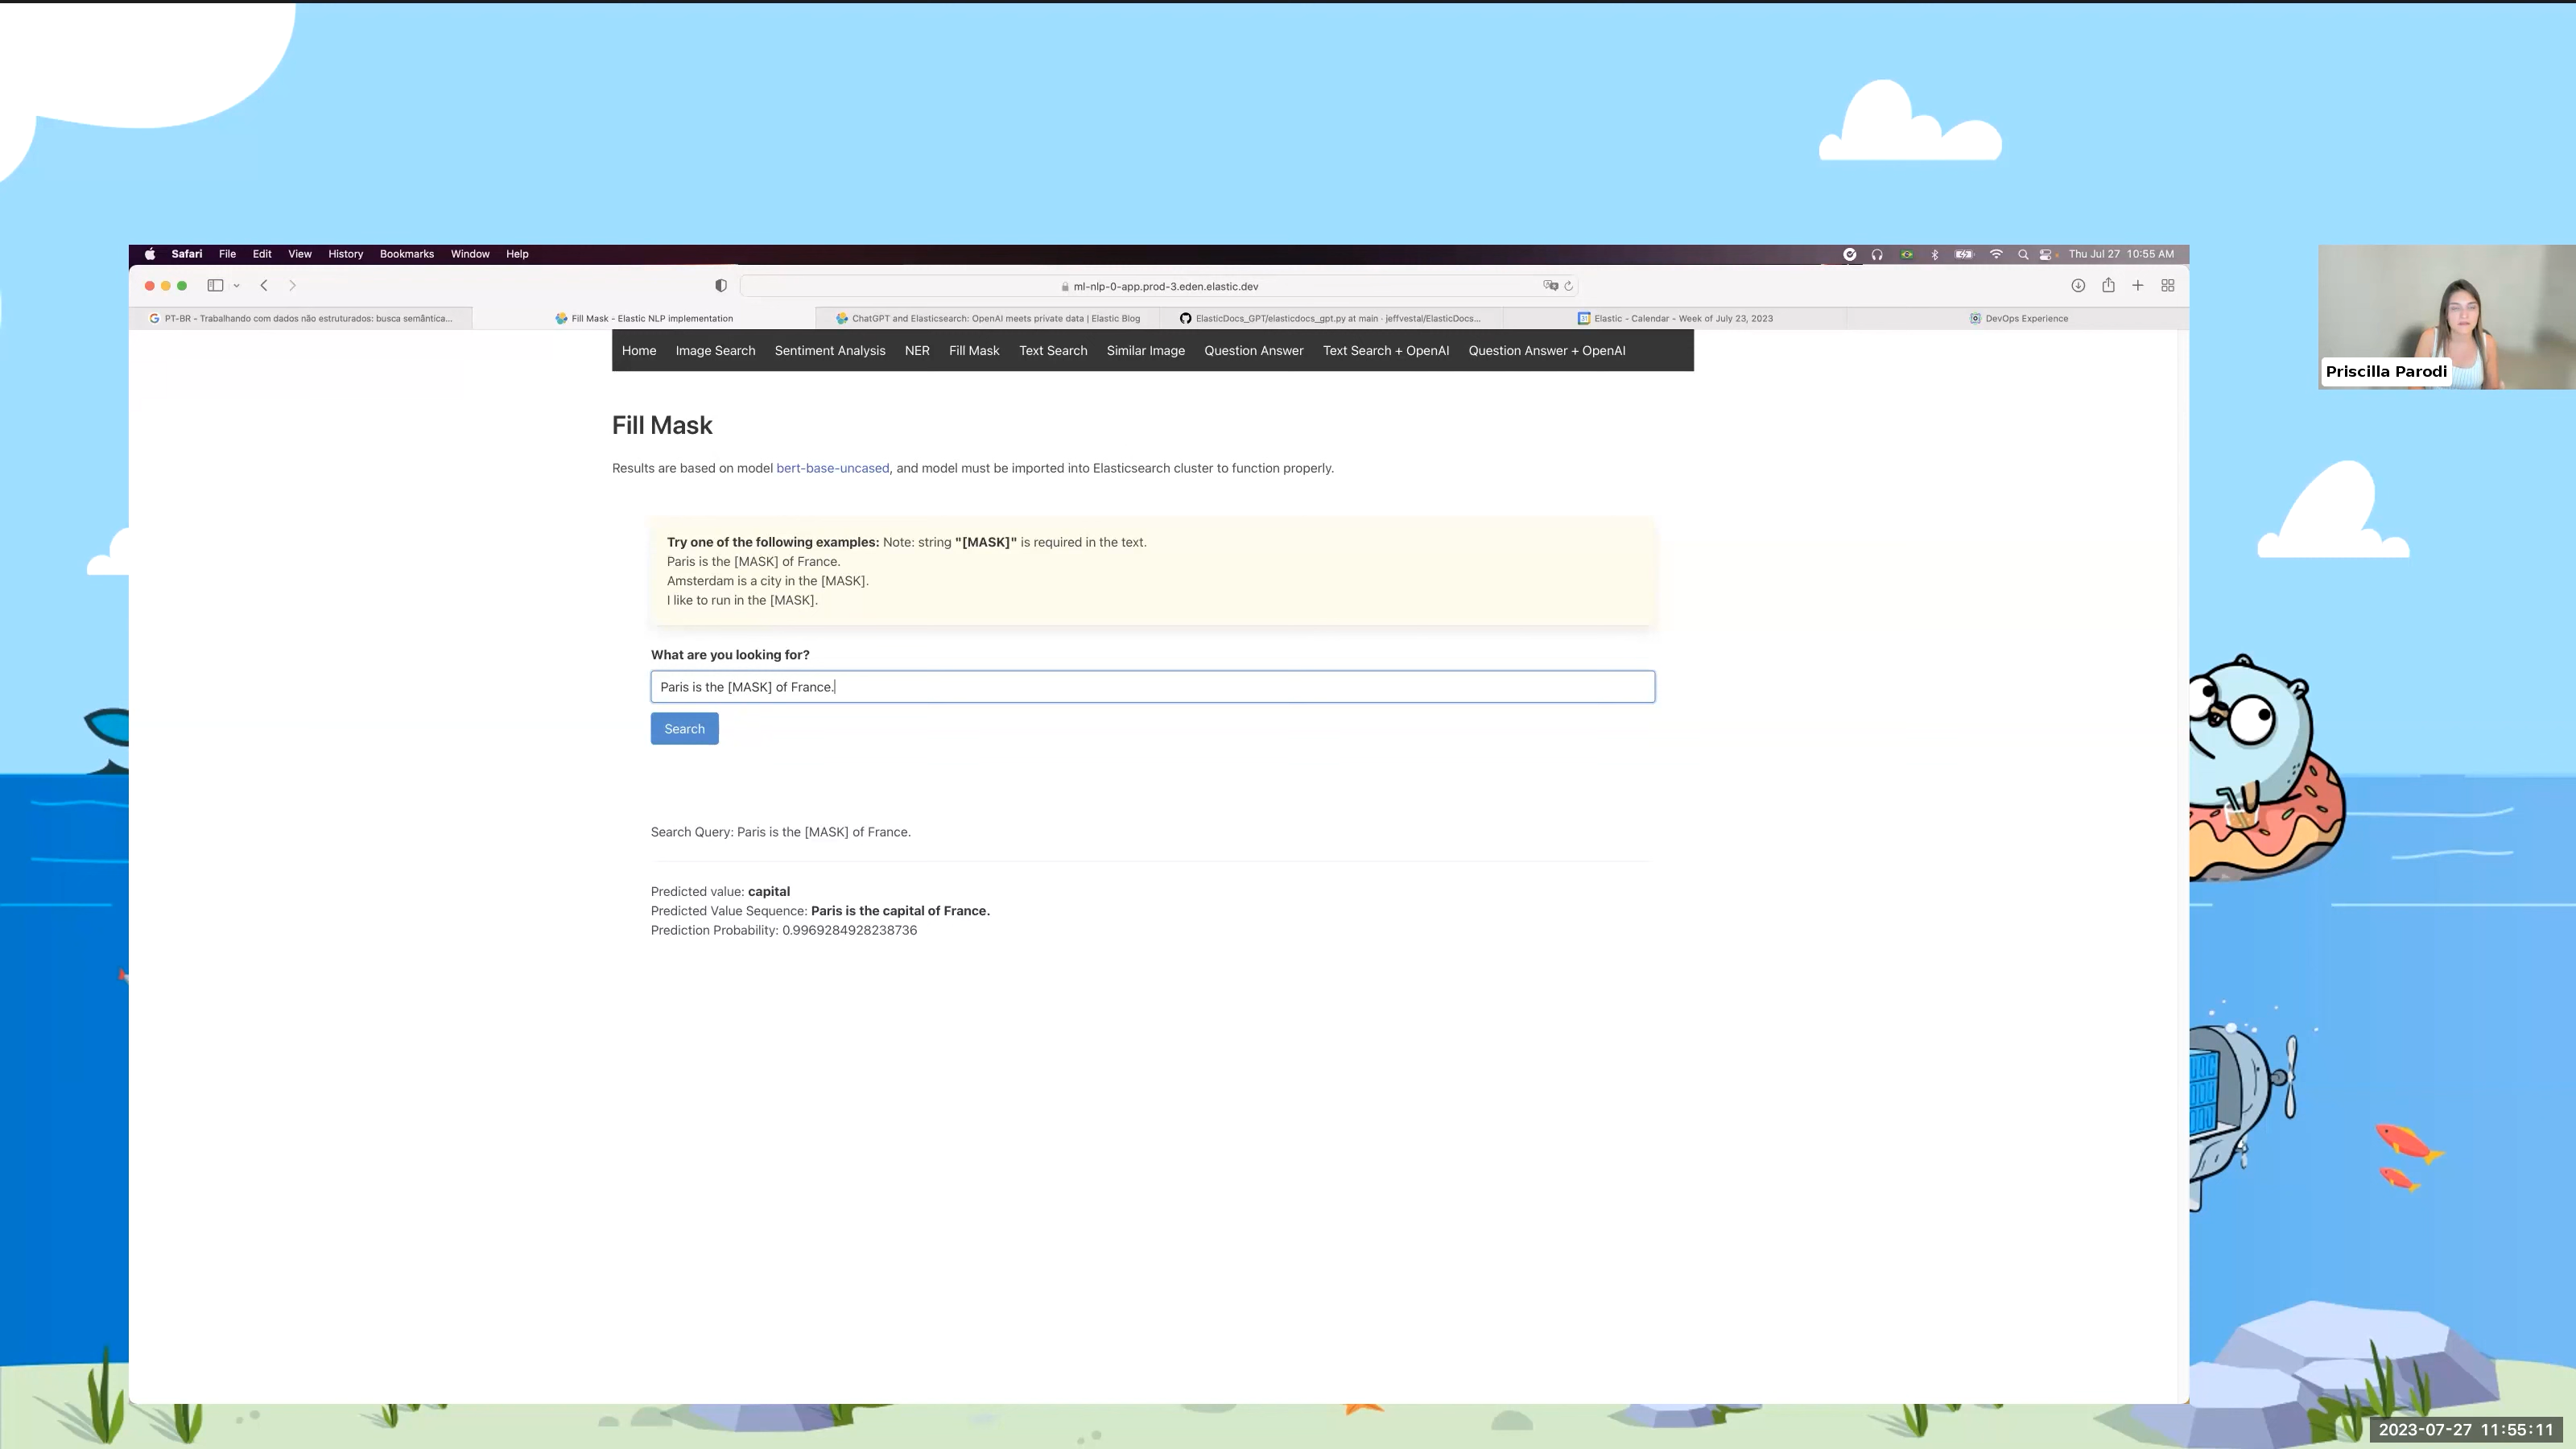 Safari File Edit View History Bookmarks Window Help
Thu Jul 27 10:55 AM
ml-nlp-0-app.prod-3.eden.elastic.dev
PT-BR - Trabalhando com dados não estruturados: busca semântica...
Fill Mask - Elastic NLP implementation
ChatGPT and Elasticsearch: OpenAI meets private data | Elastic Blog
ElasticDocs_GPT/elasticdocs_gpt.py at main · jeffvestal/ElasticDocs...
Elastic - Calendar - Week of July 23, 2023
DevOps Experience
Home Image Search Sentiment Analysis NER Fill Mask Text Search Similar Image Question Answer Text Search + OpenAI Question Answer + OpenAI
Priscilla Parodi
Fill Mask
Results are based on model bert-base-uncased, and model must be imported into Elasticsearch cluster to function properly.
Try one of the following examples: Note: string "[MASK]" is required in the text.
Paris is the [MASK] of France.
Amsterdam is a city in the [MASK].
I like to run in the [MASK].
What are you looking for?
Paris is the [MASK] of France.
Search
Search Query: Paris is the [MASK] of France.
Predicted value: capital
Predicted Value Sequence: Paris is the capital of France.
Prediction Probability: 0.9969284928238736
2023-07-27 11:55:11